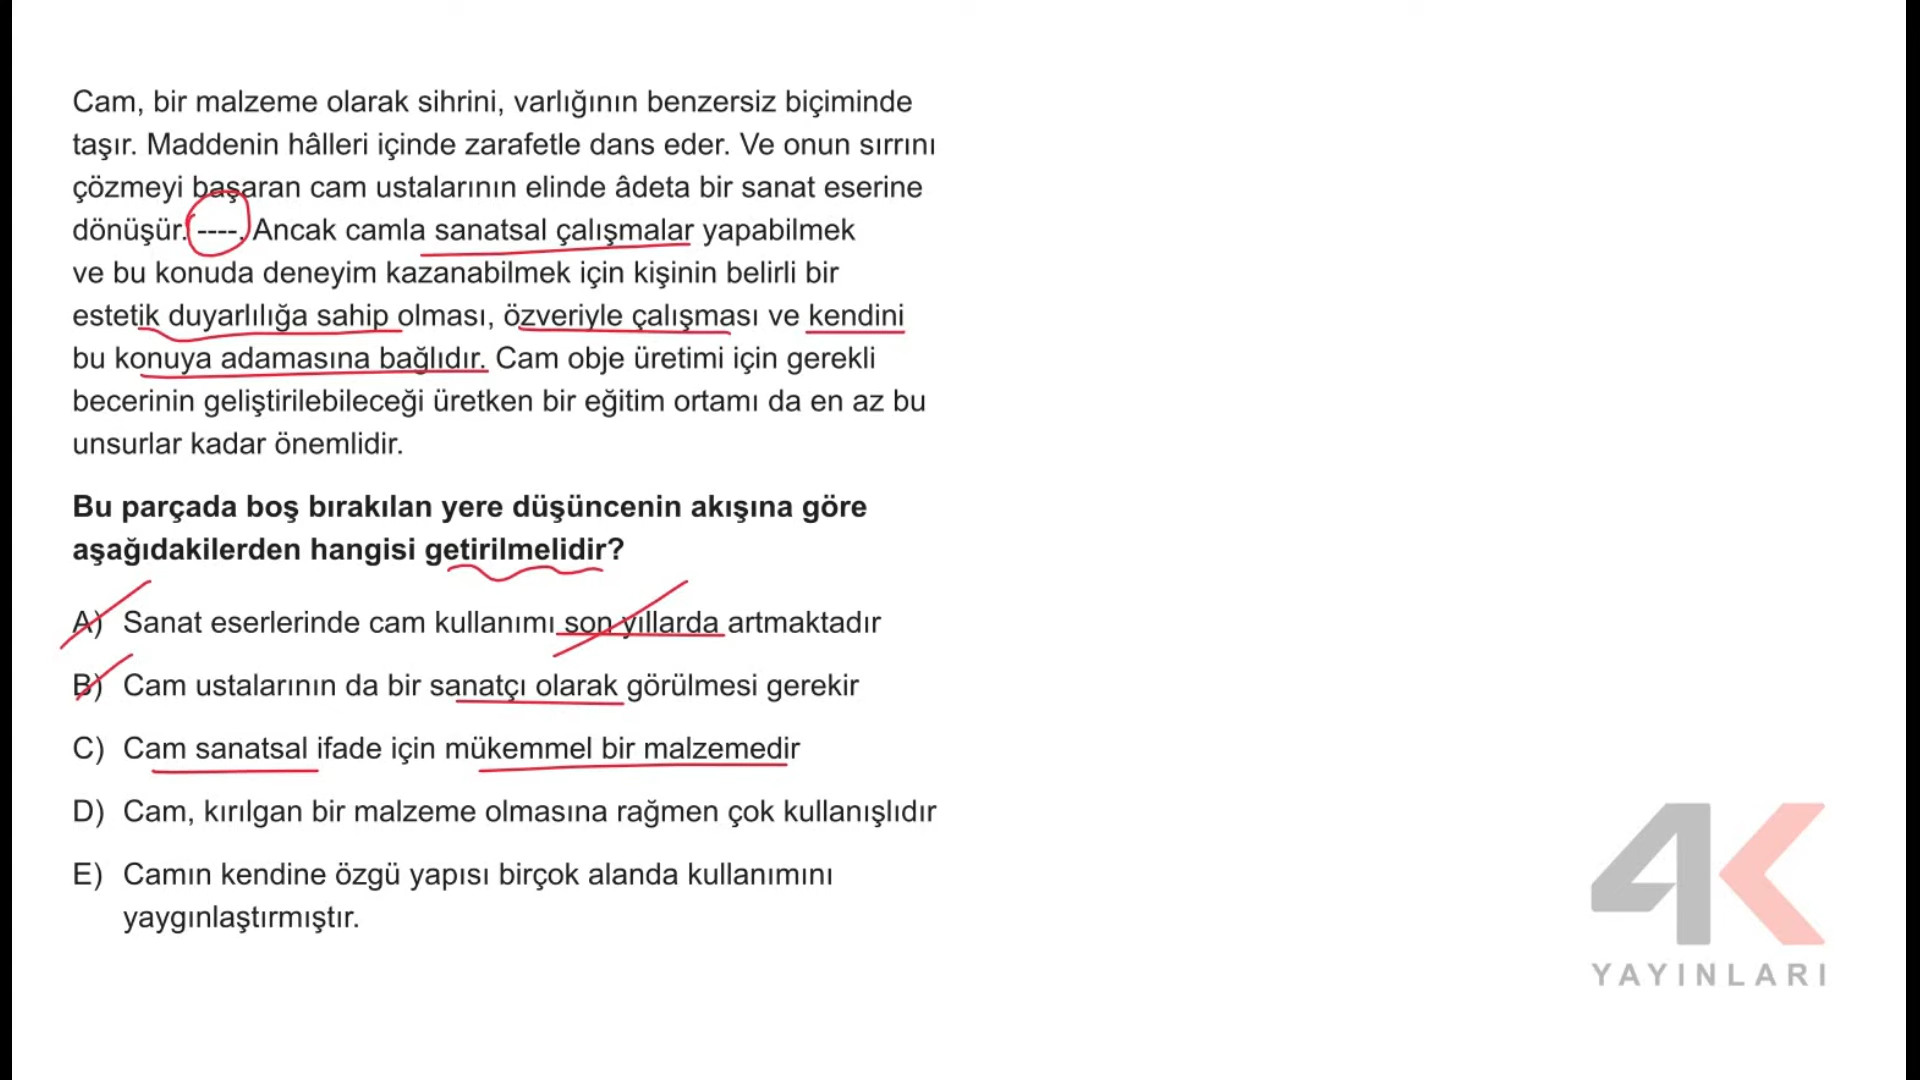 Cam, bir malzeme olarak sihrini, varlığının benzersiz biçiminde
taşır. Maddenin hâlleri içinde zarafetle dans eder. Ve onun sırrını
çözmeyi başaran cam ustalarının elinde âdeta bir sanat eserine
dönüşür. ----. Ancak camla sanatsal çalışmalar yapabilmek
ve bu konuda deneyim kazanabilmek için kişinin belirli bir
estetik duyarlılığa sahip olması, özveriyle çalışması ve kendini
bu konuya adamasına bağlıdır. Cam obje üretimi için gerekli
becerinin geliştirilebileceği üretken bir eğitim ortamı da en az bu
unsurlar kadar önemlidir.
Bu parçada boş bırakılan yere düşüncenin akışına göre
aşağıdakilerden hangisi getirilmelidir?
A) Sanat eserlerinde cam kullanımı son yıllarda artmaktadır
B) Cam ustalarının da bir sanatçı olarak görülmesi gerekir
C) Cam sanatsal ifade için mükemmel bir malzemedir
D) Cam, kırılgan bir malzeme olmasına rağmen çok kullanışlıdır
E) Camın kendine özgü yapısı birçok alanda kullanımını
yaygınlaştırmıştır.
4K
YAYINLARI